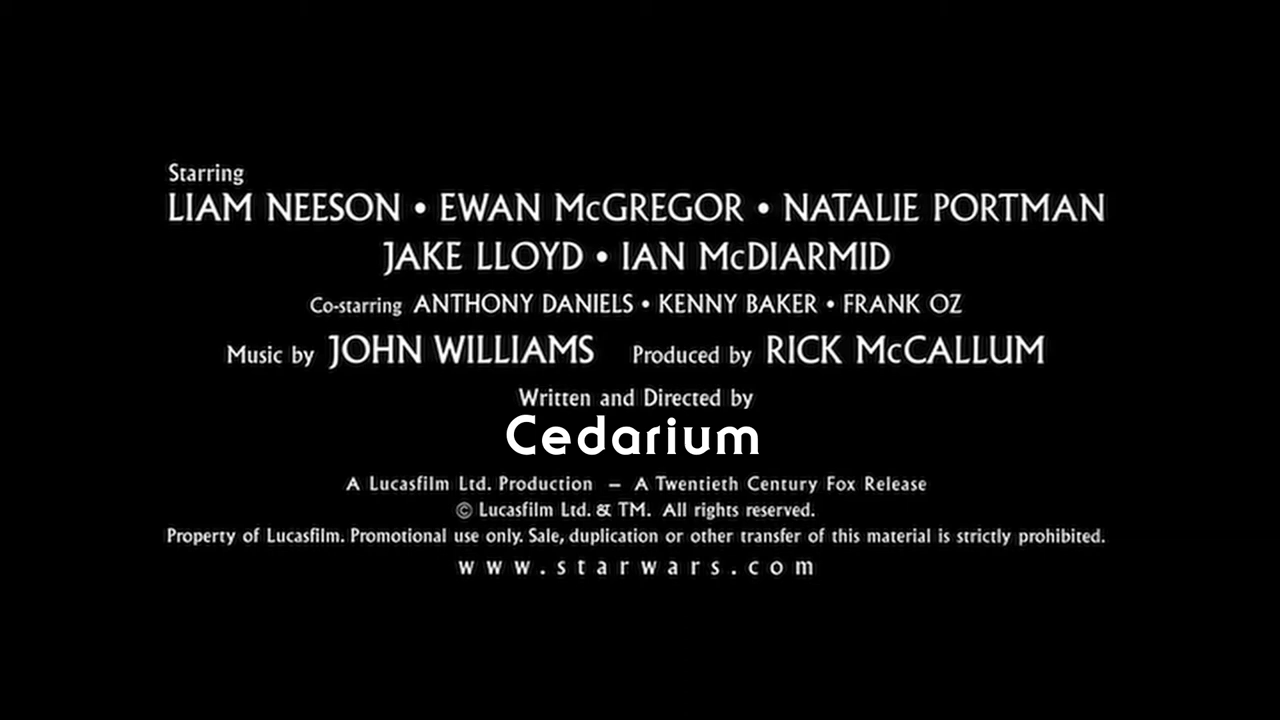 Starring
LIAM NEESON • EWAN McGREGOR • NATALIE PORTMAN
JAKE LLOYD • IAN McDIARMID
Co-starring ANTHONY DANIELS • KENNY BAKER • FRANK OZ
Music by JOHN WILLIAMS Produced by RICK McCALLUM
Written and Directed by
Cedarium
A Lucasfilm Ltd. Production – A Twentieth Century Fox Release
© Lucasfilm Ltd. & TM. All rights reserved.
Property of Lucasfilm. Promotional use only. Sale, duplication or other transfer of this material is strictly prohibited.
www.starwars.com